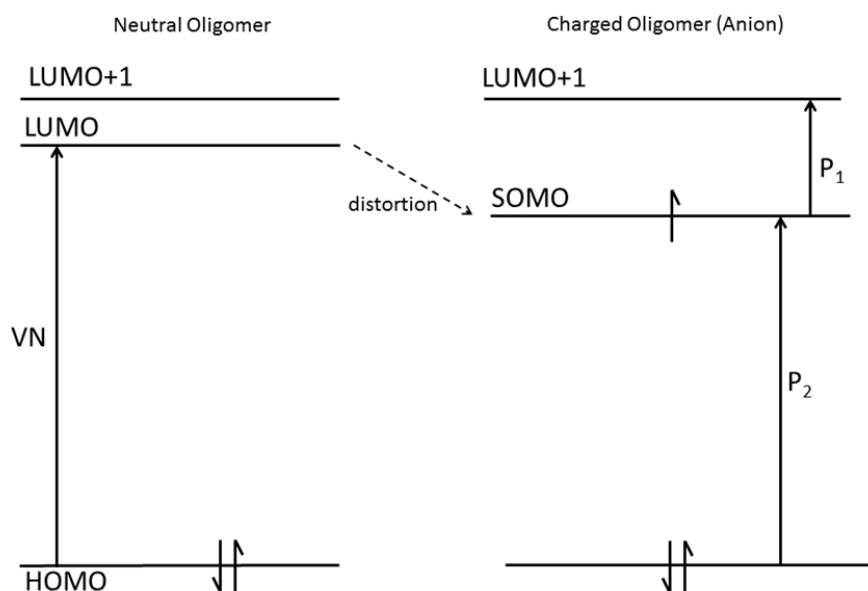 Neutral Oligomer
Charged Oligomer (Anion)
LUMO+1
LUMO+1
LUMO
P₁
SOMO
distortion
VN
P₂
HOMO